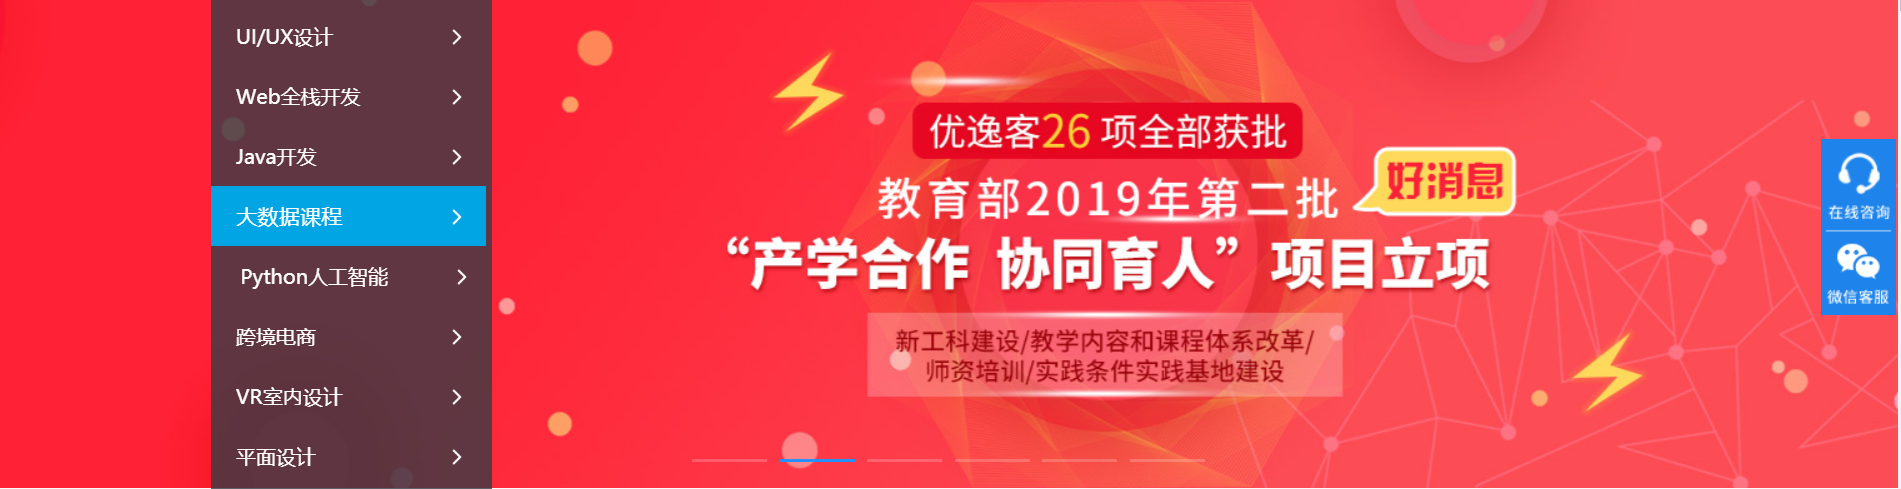 UI/UX设计
Web全栈开发
Java开发
大数据课程
Python人工智能
跨境电商
VR室内设计
平面设计
优逸客26 项全部获批
教育部2019年第二批
好消息
“产学合作 协同育人”项目立项
新工科建设/教学内容和课程体系改革/
师资培训/实践条件实践基地建设
在线咨询
微信客服